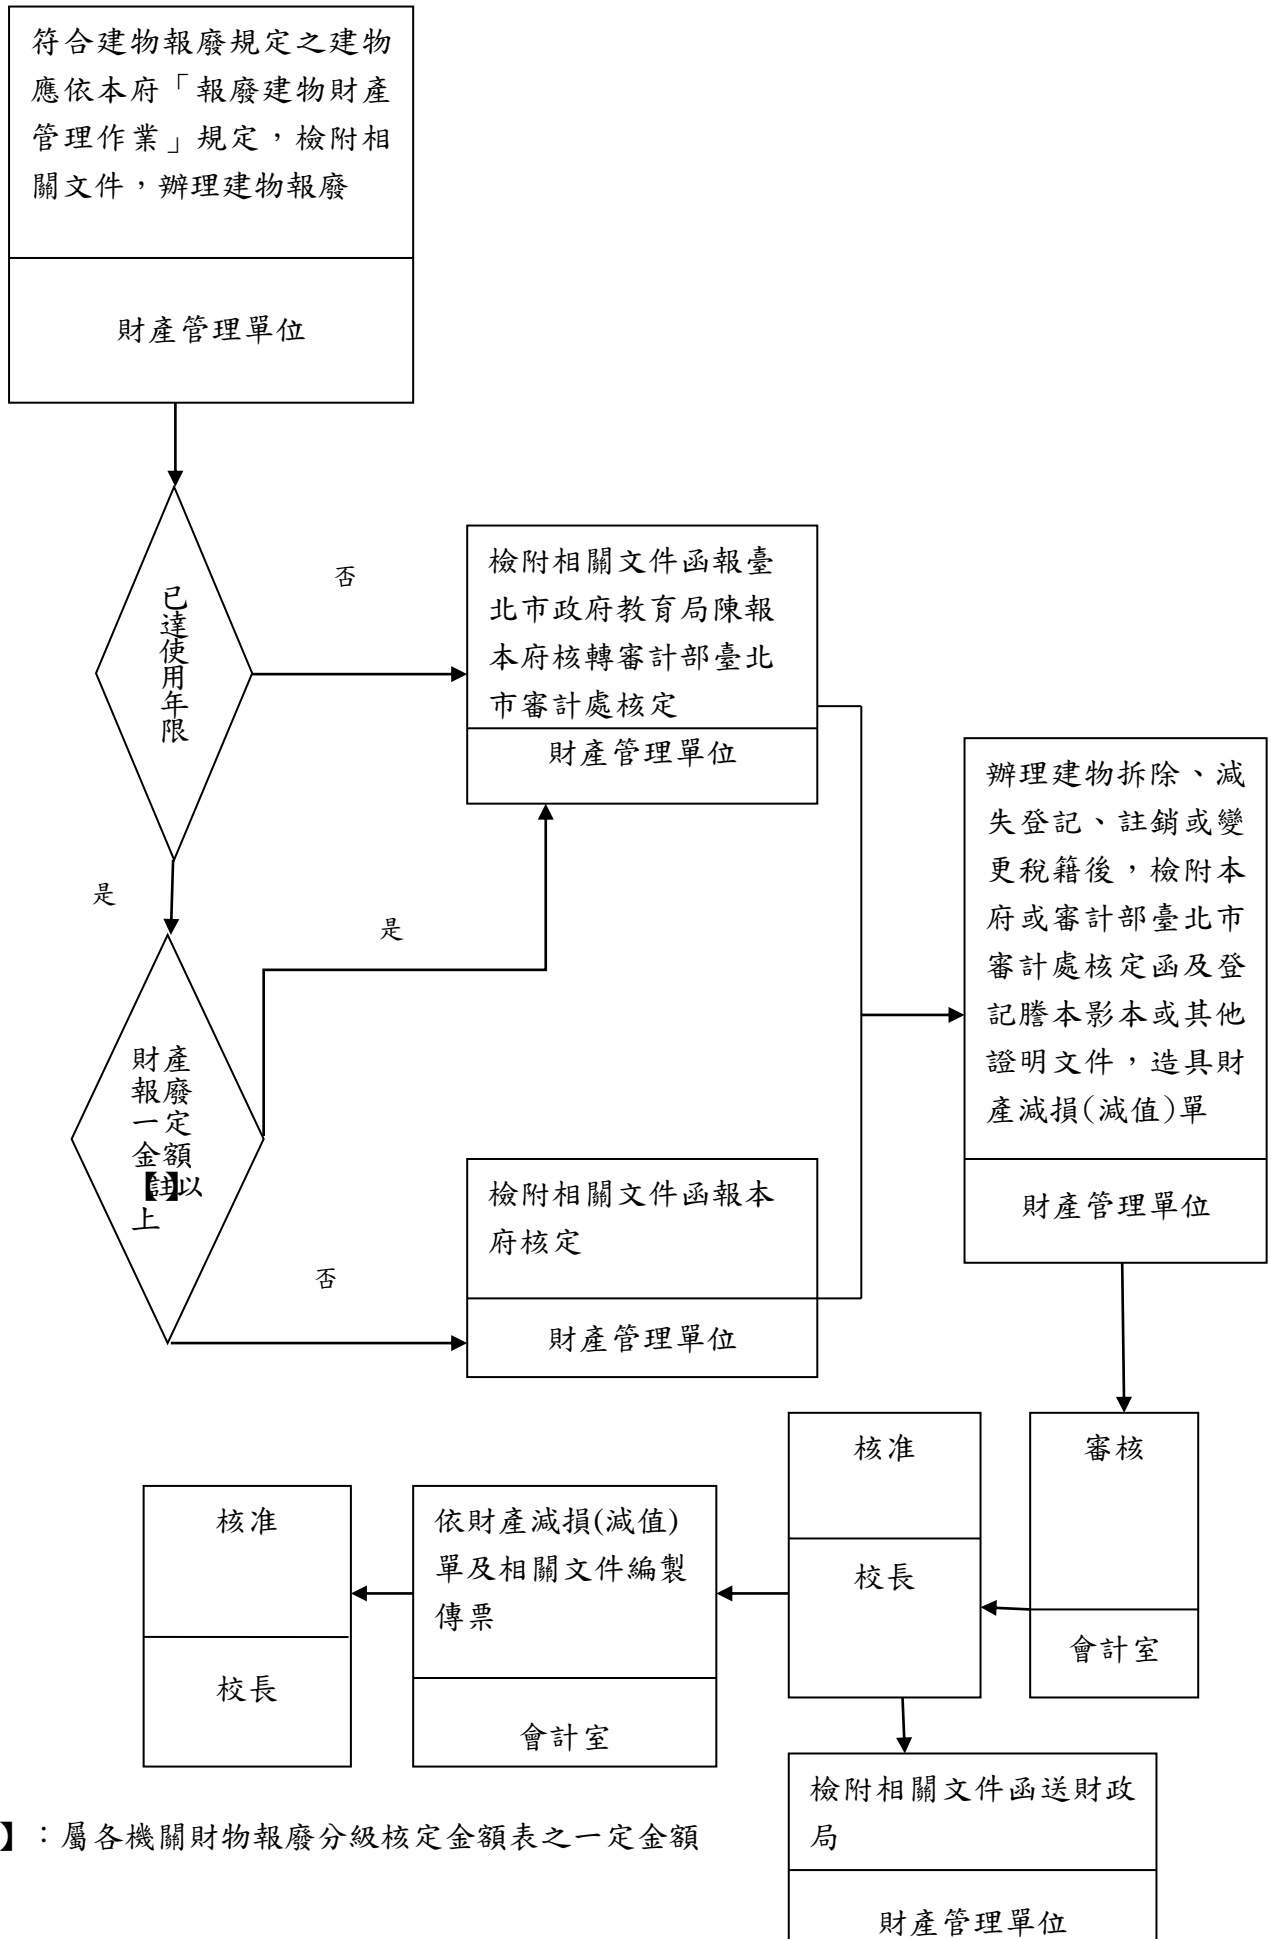 符合建物報廢規定之建物
應依本府「報廢建物財產
管理作業」規定，檢附相
關文件，辦理建物報廢
財產管理單位
已達使用年限
否
檢附相關文件函報臺
北市政府教育局陳報
本府核轉審計部臺北
市審計處核定
財產管理單位
是
是
財產
報廢
一定
金額
【註】以
上
否
檢附相關文件函報本
府核定
財產管理單位
辦理建物拆除、滅
失登記、註銷或變
更稅籍後，檢附本
府或審計部臺北市
審計處核定函及登
記謄本影本或其他
證明文件，造具財
產減損(減值)單
財產管理單位
審核
會計室
核准
校長
依財產減損(減值)
單及相關文件編製
傳票
會計室
核准
校長
檢附相關文件函送財政
局
財產管理單位
】：屬各機關財物報廢分級核定金額表之一定金額